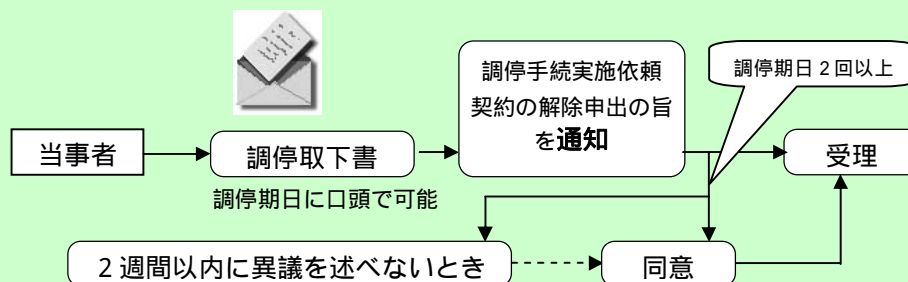 調停手続実施依頼
契約の解除申出の旨
を通知
調停期日2回以上
当事者
調停取下書
受理
調停期日に口頭で可能
2週間以内に異議を述べないとき
同意